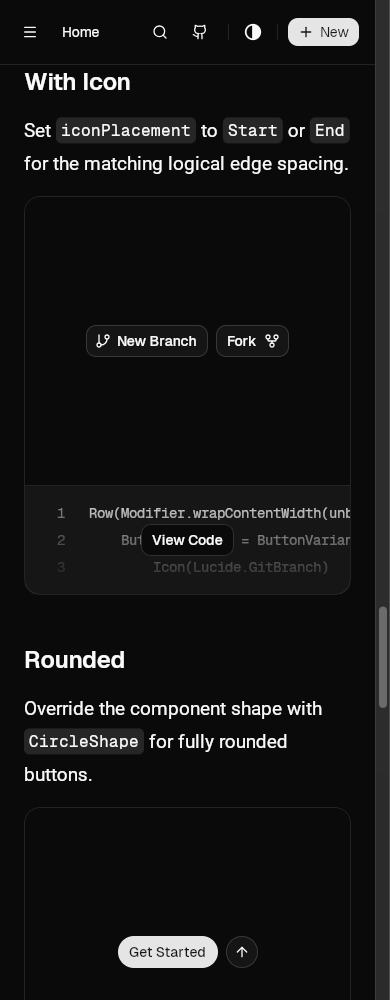 Home
New
With Icon
Set iconPlacement to Start or End
for the matching logical edge spacing.
New Branch
Fork
1 Row(Modifier.wrapContentWidth(unb
2 But View Code = ButtonVarian
3 Icon(Lucide.GitBranch)
Rounded
Override the component shape with
CircleShape for fully rounded
buttons.
Get Started